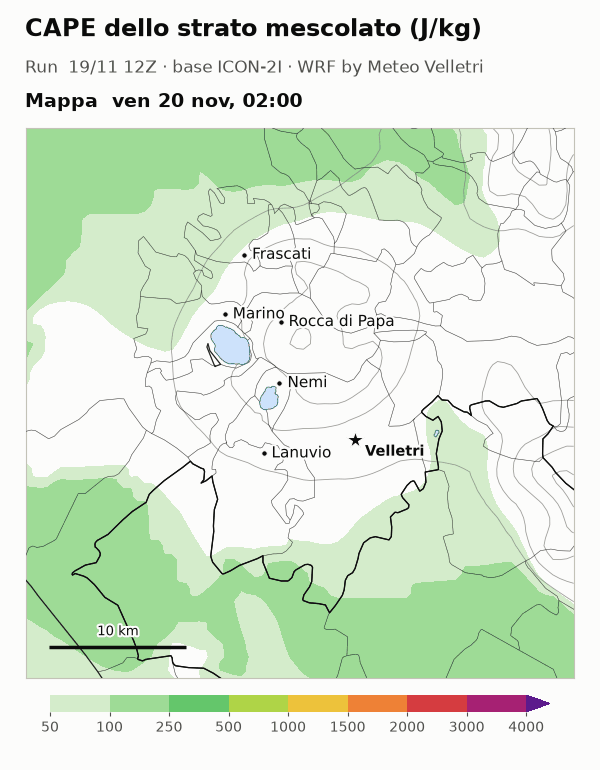 CAPE dello strato mescolato (J/kg)
Run  19/11 12Z · base ICON-2I · WRF by Meteo Velletri
Mappa  ven 20 nov, 02:00
Frascati
Marino
Rocca di Papa
Nemi
Velletri
Lanuvio
10 km
50 100 250 500 1000 1500 2000 3000 4000